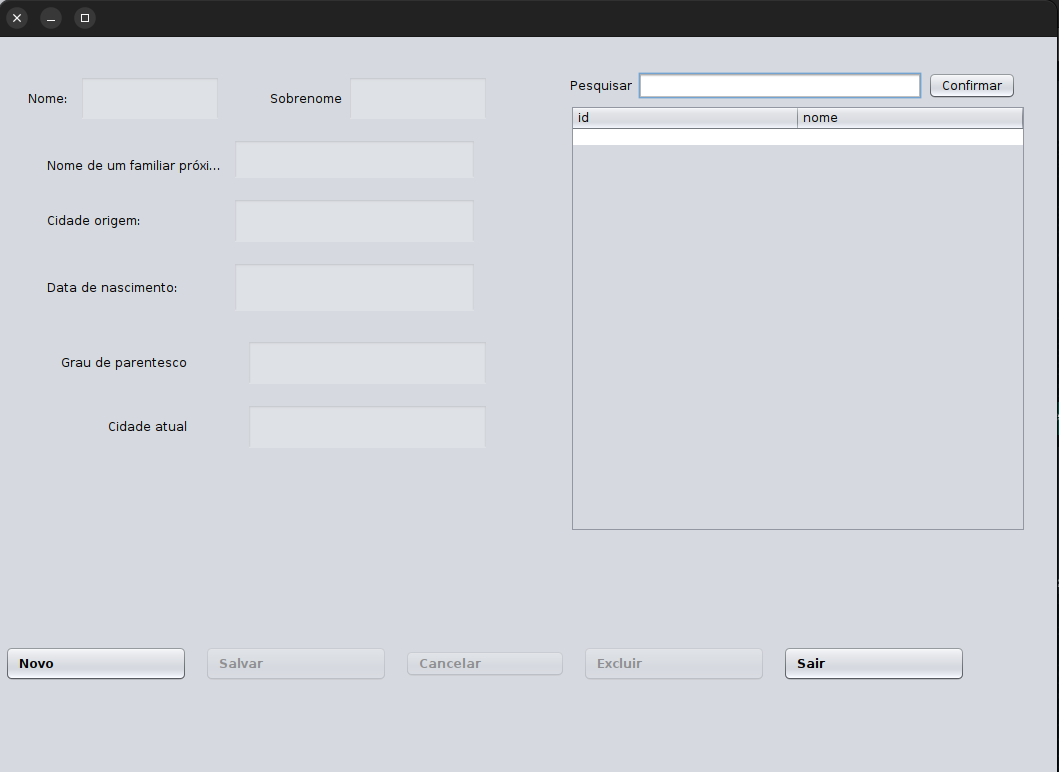 Nome:
Sobrenome
Nome de um familiar próxi...
Cidade origem:
Data de nascimento:
Grau de parentesco
Cidade atual
Pesquisar
Confirmar
id nome
Novo Salvar Cancelar Excluir Sair